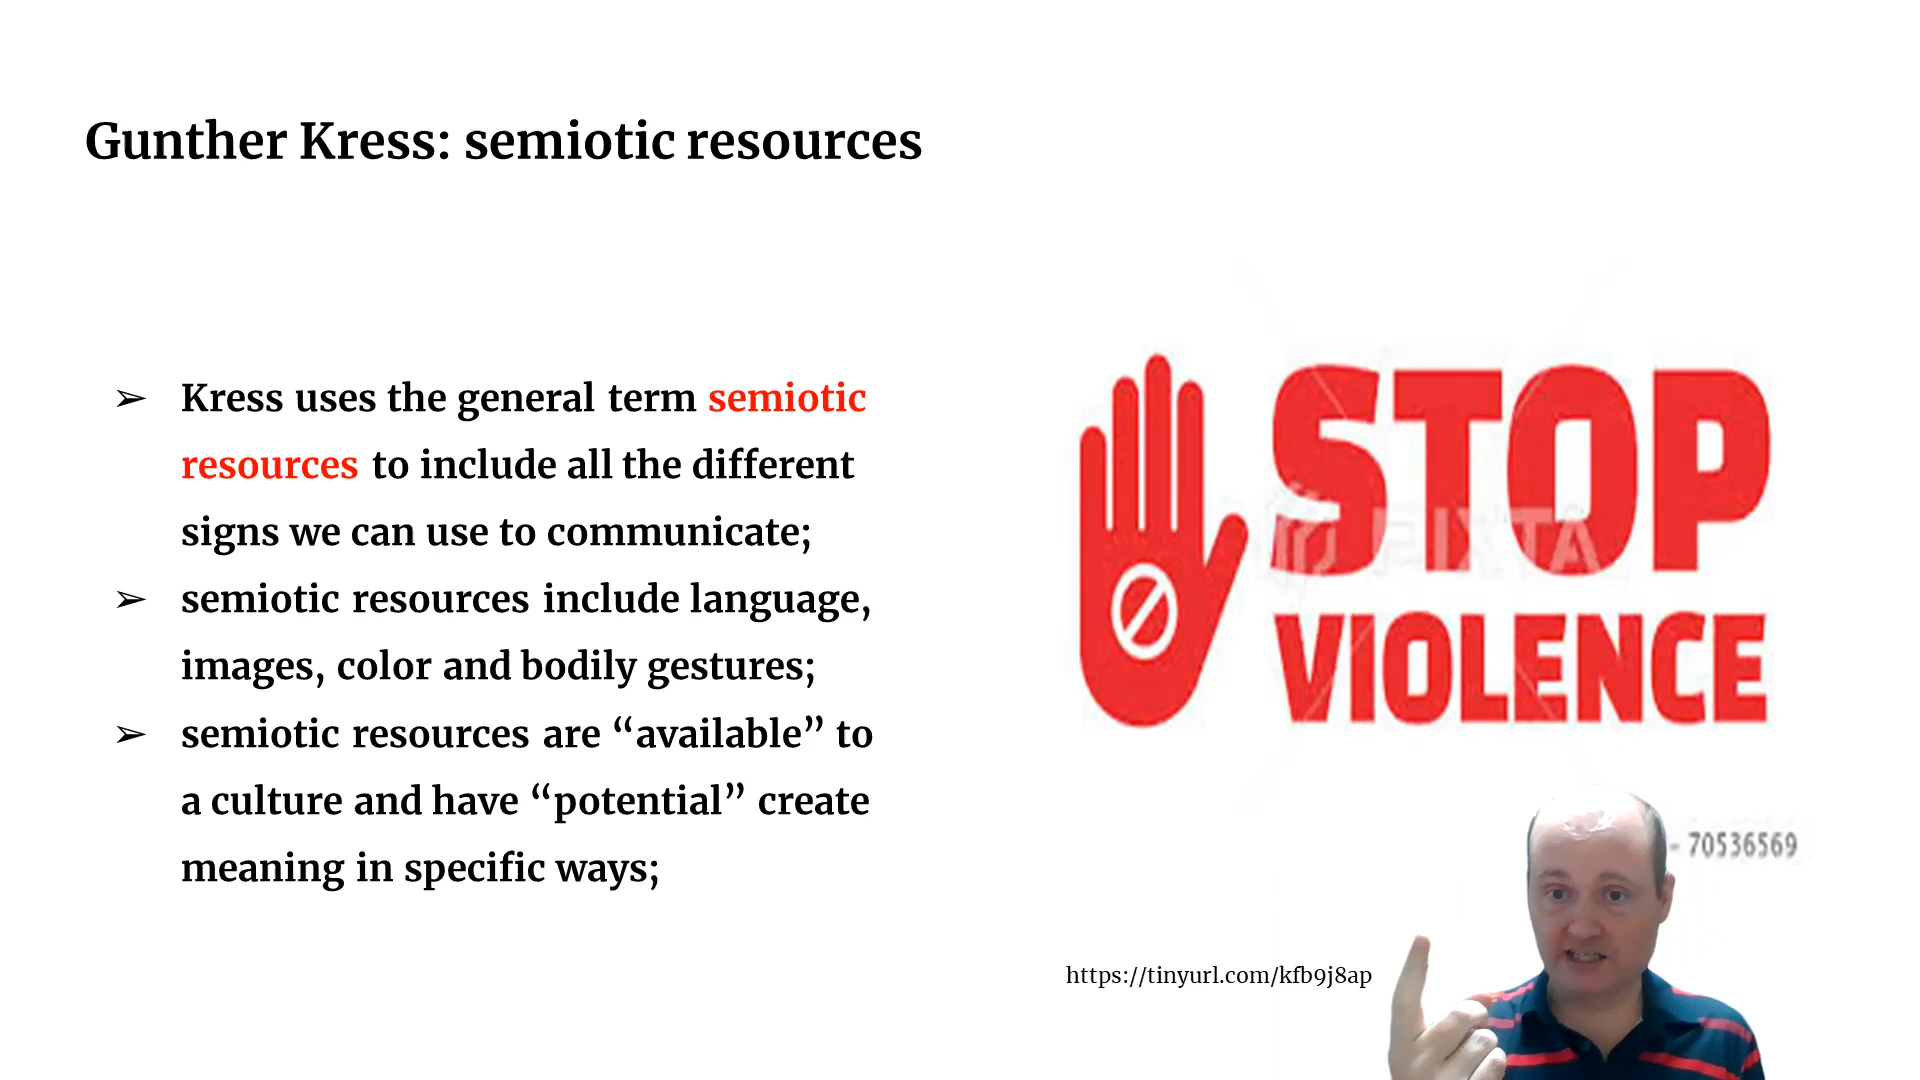 Gunther Kress: semiotic resources
➢ Kress uses the general term semiotic
resources to include all the different
signs we can use to communicate;
➢ semiotic resources include language,
images, color and bodily gestures;
➢ semiotic resources are “available” to
a culture and have “potential” create
meaning in specific ways;
STOP
PIXTA
VIOLENCE
- 70536569
https://tinyurl.com/kfb9j8ap